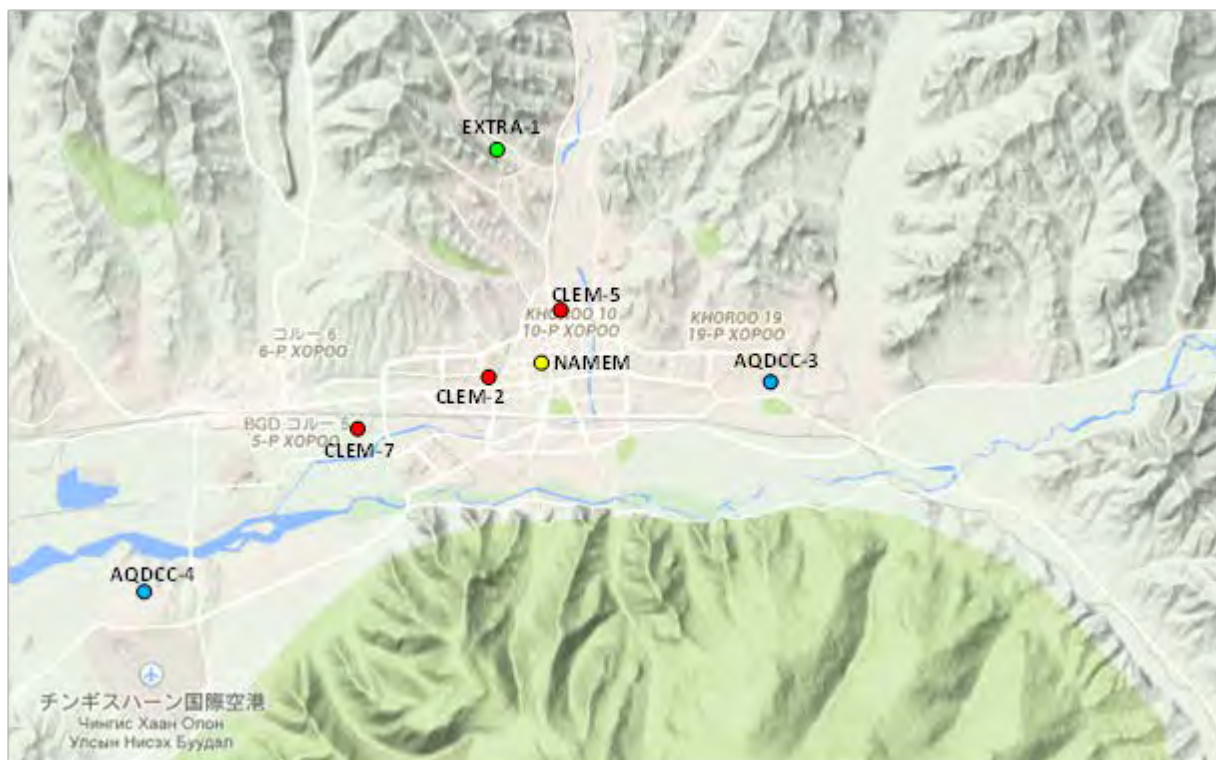 EXTRA-1
CLEM-5
KHOROO 10
10-Р ХОРОО
KHOROO 19
19-Р ХОРОО
コルー 6
6-Р ХОРОО
NAMEM
AQDCC-3
CLEM-2
BGD コルー 5
5-Р ХОРОО
CLEM-7
AQDCC-4
チンギスハーン国際空港
Чингис Хаан Олон
Улсын Нисэх Буудал